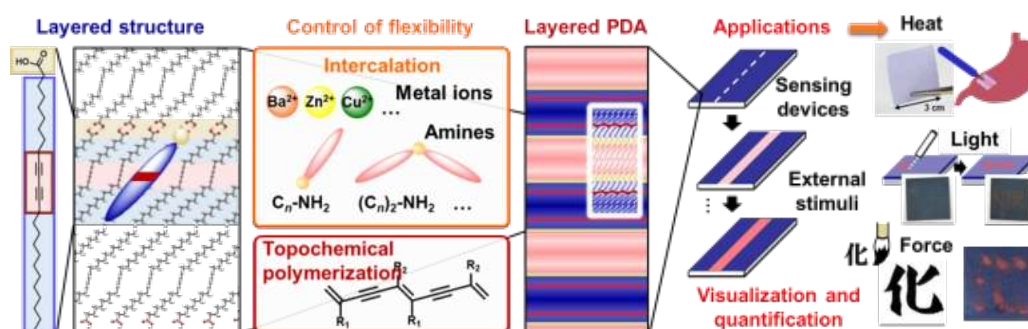 Layered structure
HO
O
Control of flexibility
Intercalation
Metal ions
Ba²⁺ Zn²⁺ Cu²⁺ ...
Amines
Cₙ-NH₂ (Cₙ)₂-NH₂ ...
Topochemical
polymerization
R₂
R₂
R₁ R₁
Layered PDA
Applications
Sensing
devices
External
stimuli
Visualization and
quantification
Heat
3 cm
Light
Force
化
化